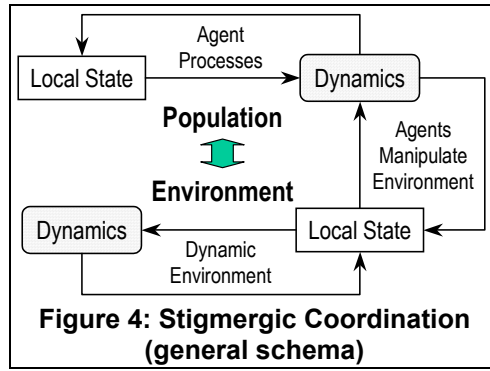 Agent
Processes
Local State
Dynamics
Population
Agents
Manipulate
Environment
Environment
Dynamics
Local State
Dynamic
Environment
Figure 4: Stigmergic Coordination
(general schema)